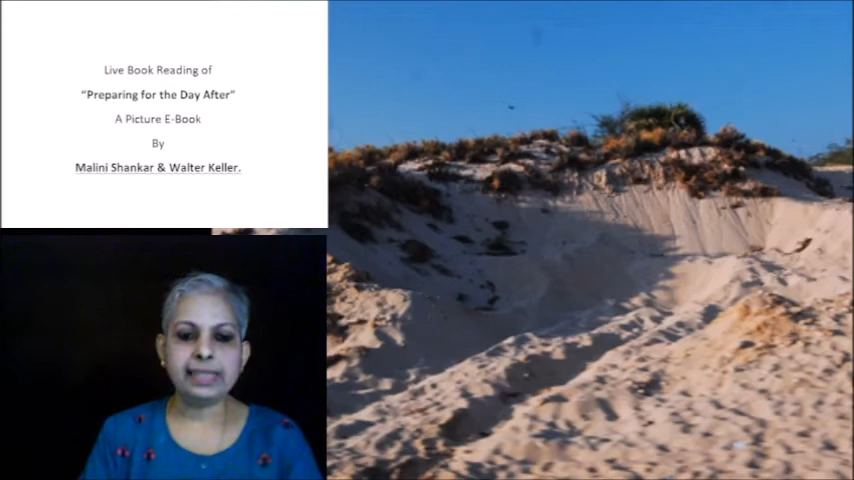 Live Book Reading of
“Preparing for the Day After”
A Picture E-Book
By
Malini Shankar & Walter Keller.